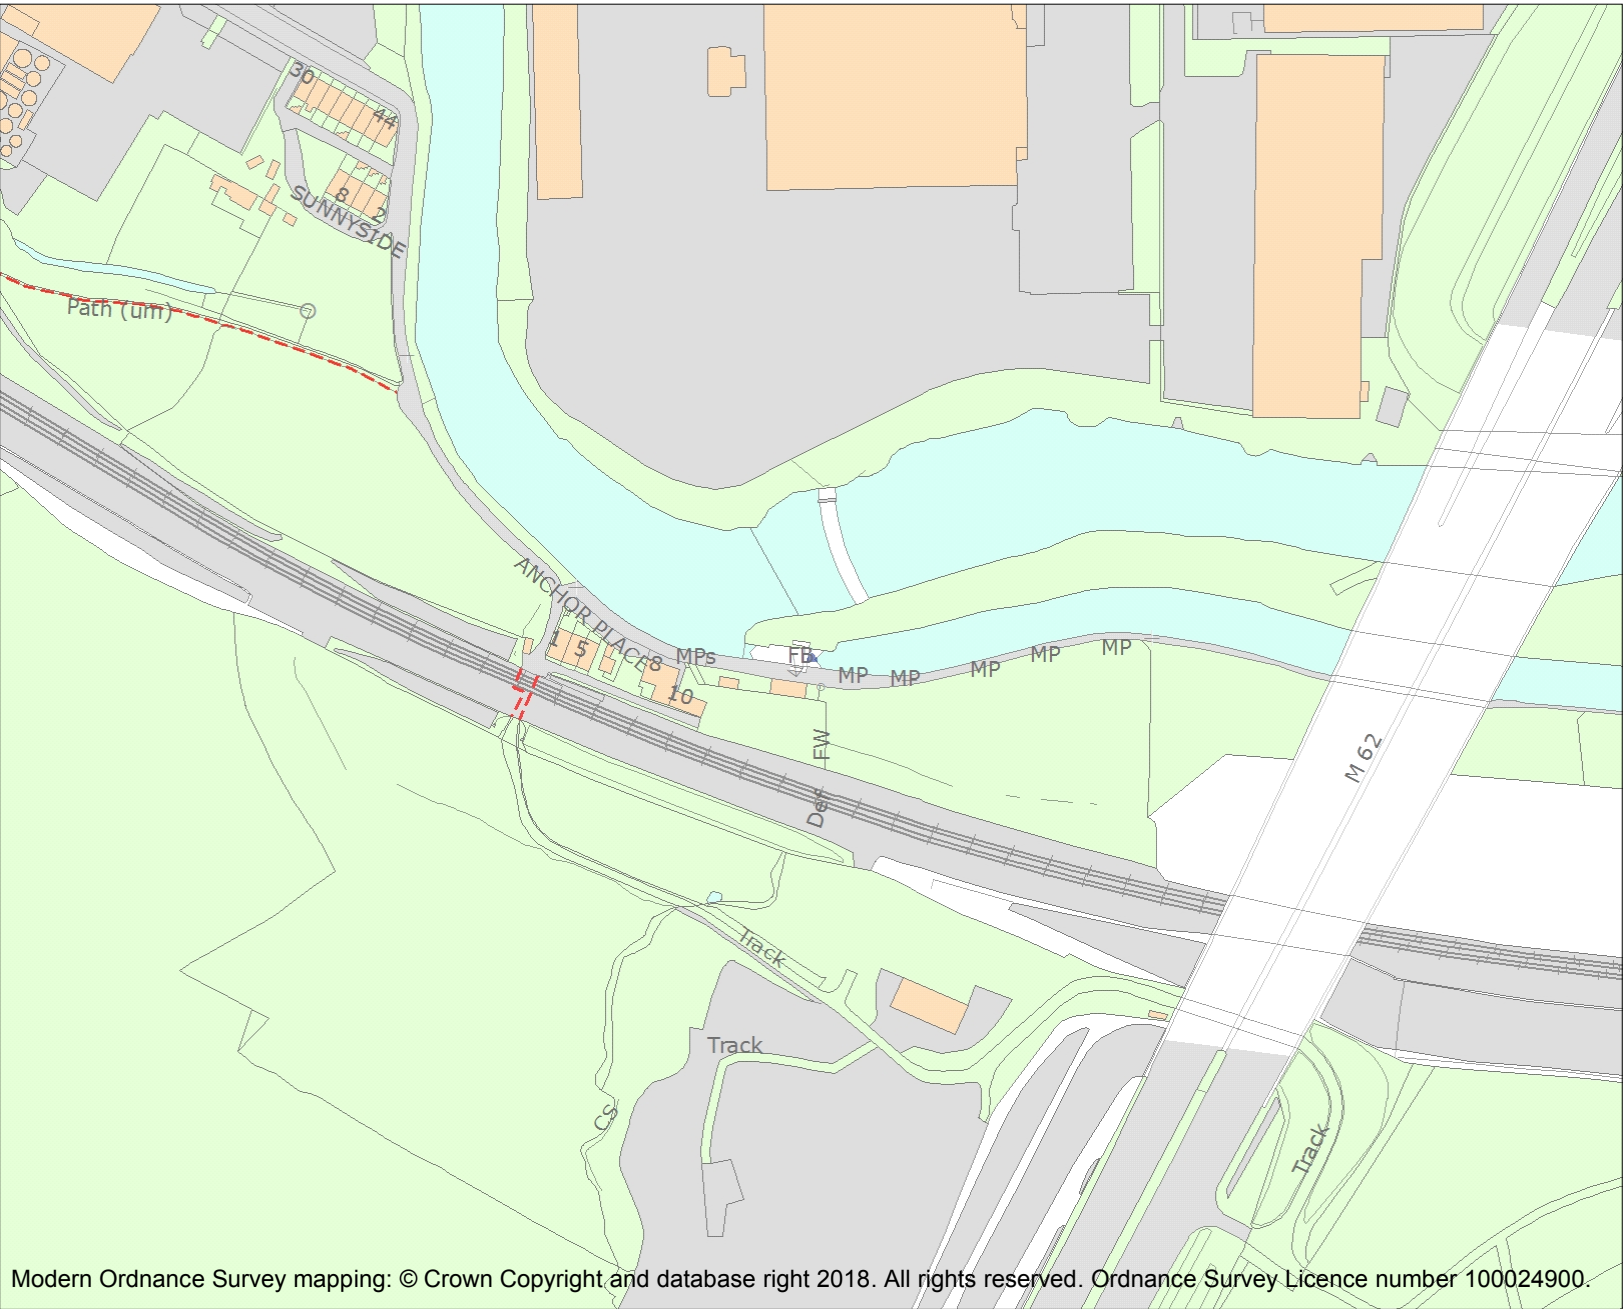 30
44
8
2
SUNNYSIDE
Path (um)
ANCHOR PLACE
1
5
8
10
MPs
FB
MP
MP
MP
MP
MP
FW
Def
M 62
Track
Track
CS
Track
Modern Ordnance Survey mapping: © Crown Copyright and database right 2018. All rights reserved. Ordnance Survey Licence number 100024900.